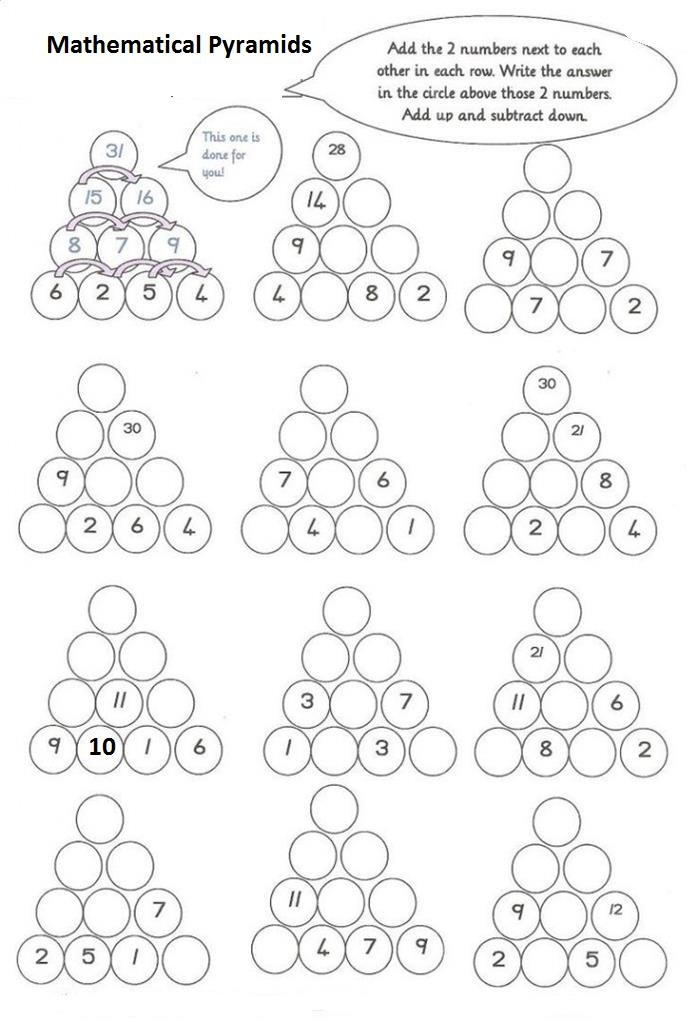 Mathematical Pyramids
Add the 2 numbers next to each
other in each row. Write the answer
in the circle above those 2 numbers.
Add up and subtract down.
This one is
done for
you!
31
15 16
8 7 9
6 2 5 4
28
14
9
4 8 2
9 7
7 2
30
9
2 6 4
7 6
4 1
30
21
8
2 4
11
9 10 1 6
3 7
1 3
21
11 6
8 2
7
2 5 1
11
4 7 9
9 12
2 5